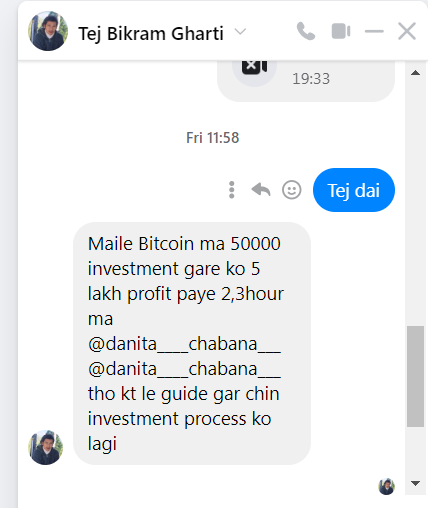 Tej Bikram Gharti
19:33
Fri 11:58
Tej dai
Maile Bitcoin ma 50000
investment gare ko 5
lakh profit paye 2,3hour
ma
@danita____chabana___
@danita____chabana___
tho kt le guide gar chin
investment process ko
lagi